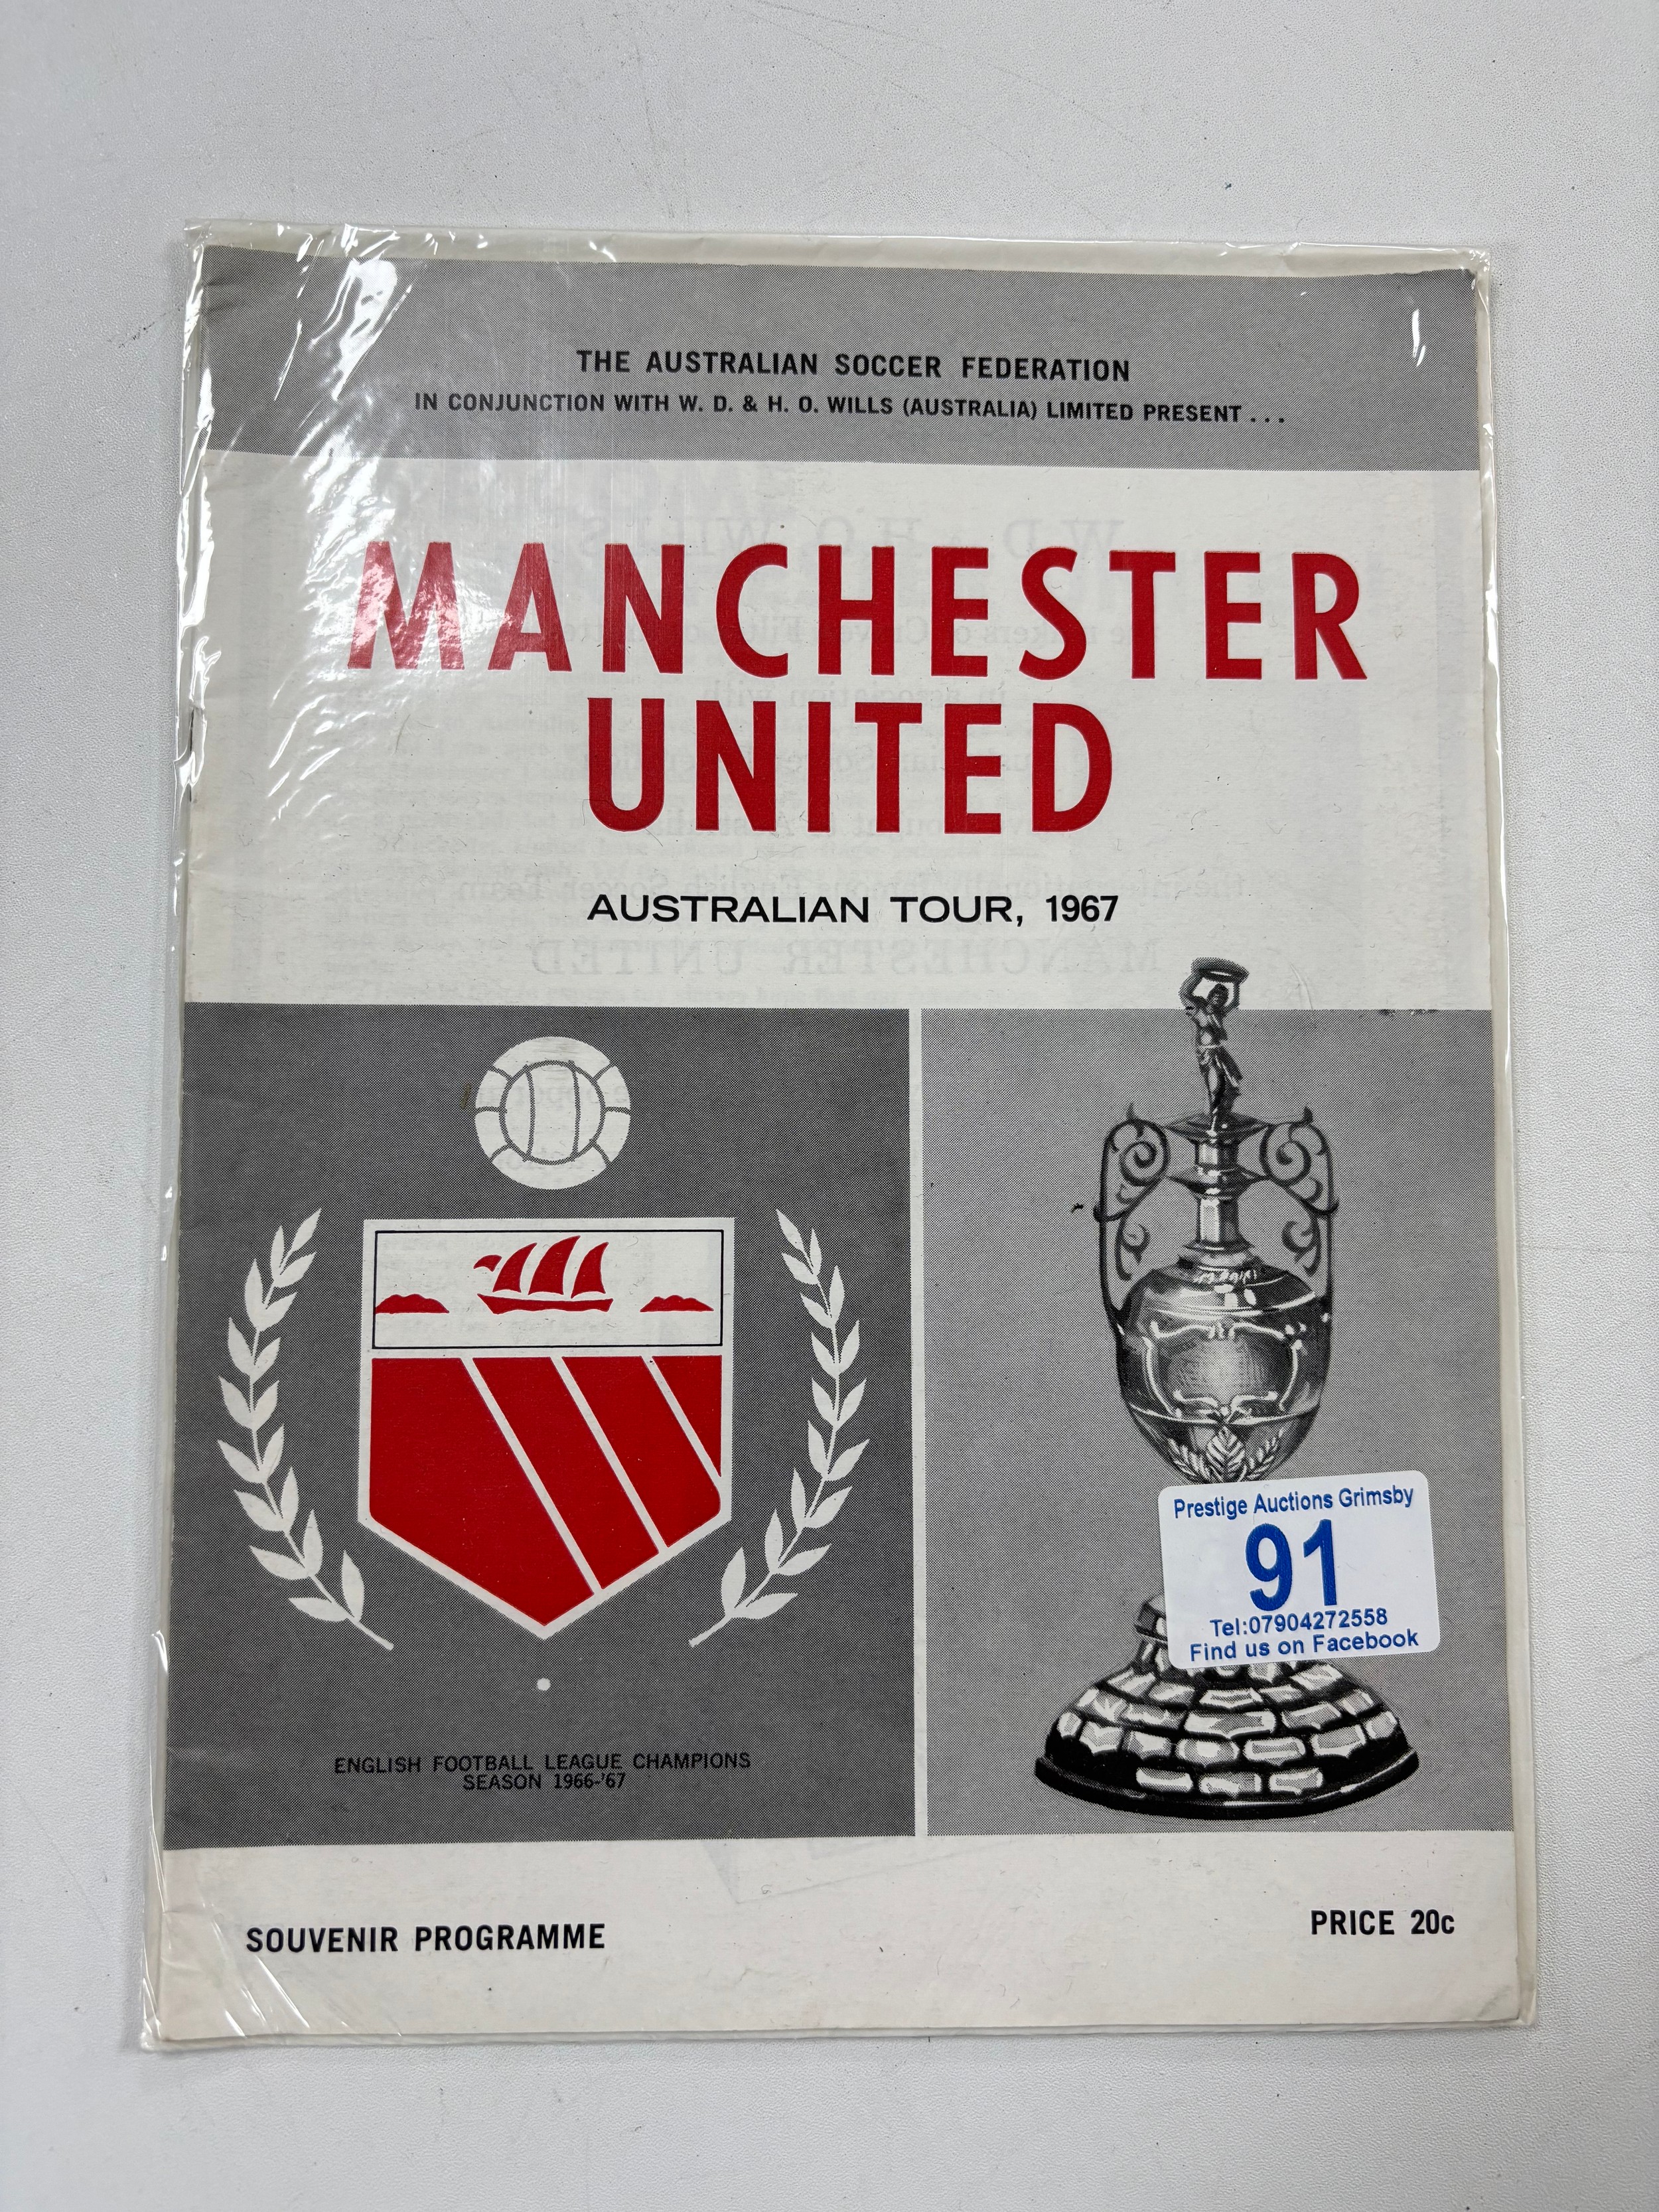 THE AUSTRALIAN SOCCER FEDERATION
IN CONJUNCTION WITH W. D. & H. O. WILLS (AUSTRALIA) LIMITED PRESENT . . .
MANCHESTER
UNITED
AUSTRALIAN TOUR, 1967
ENGLISH FOOTBALL LEAGUE CHAMPIONS
SEASON 1966-'67
Prestige Auctions Grimsby
91
Tel:07904272558
Find us on Facebook
SOUVENIR PROGRAMME
PRICE 20c